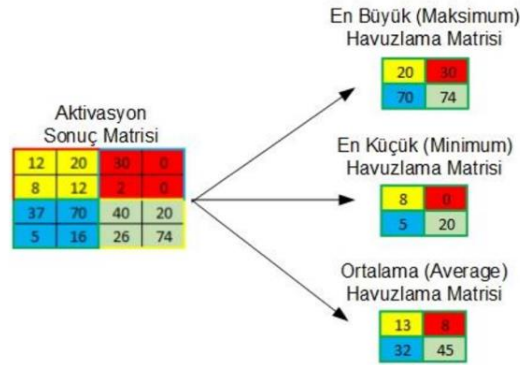 En Büyük (Maksimum)
Havuzlama Matrisi
20 30
70 74
Aktivasyon
Sonuç Matrisi
12 20 30 0
8 12 2 0
37 70 40 20
5 16 26 74
En Küçük (Minimum)
Havuzlama Matrisi
8 0
5 20
Ortalama (Average)
Havuzlama Matrisi
13 8
32 45